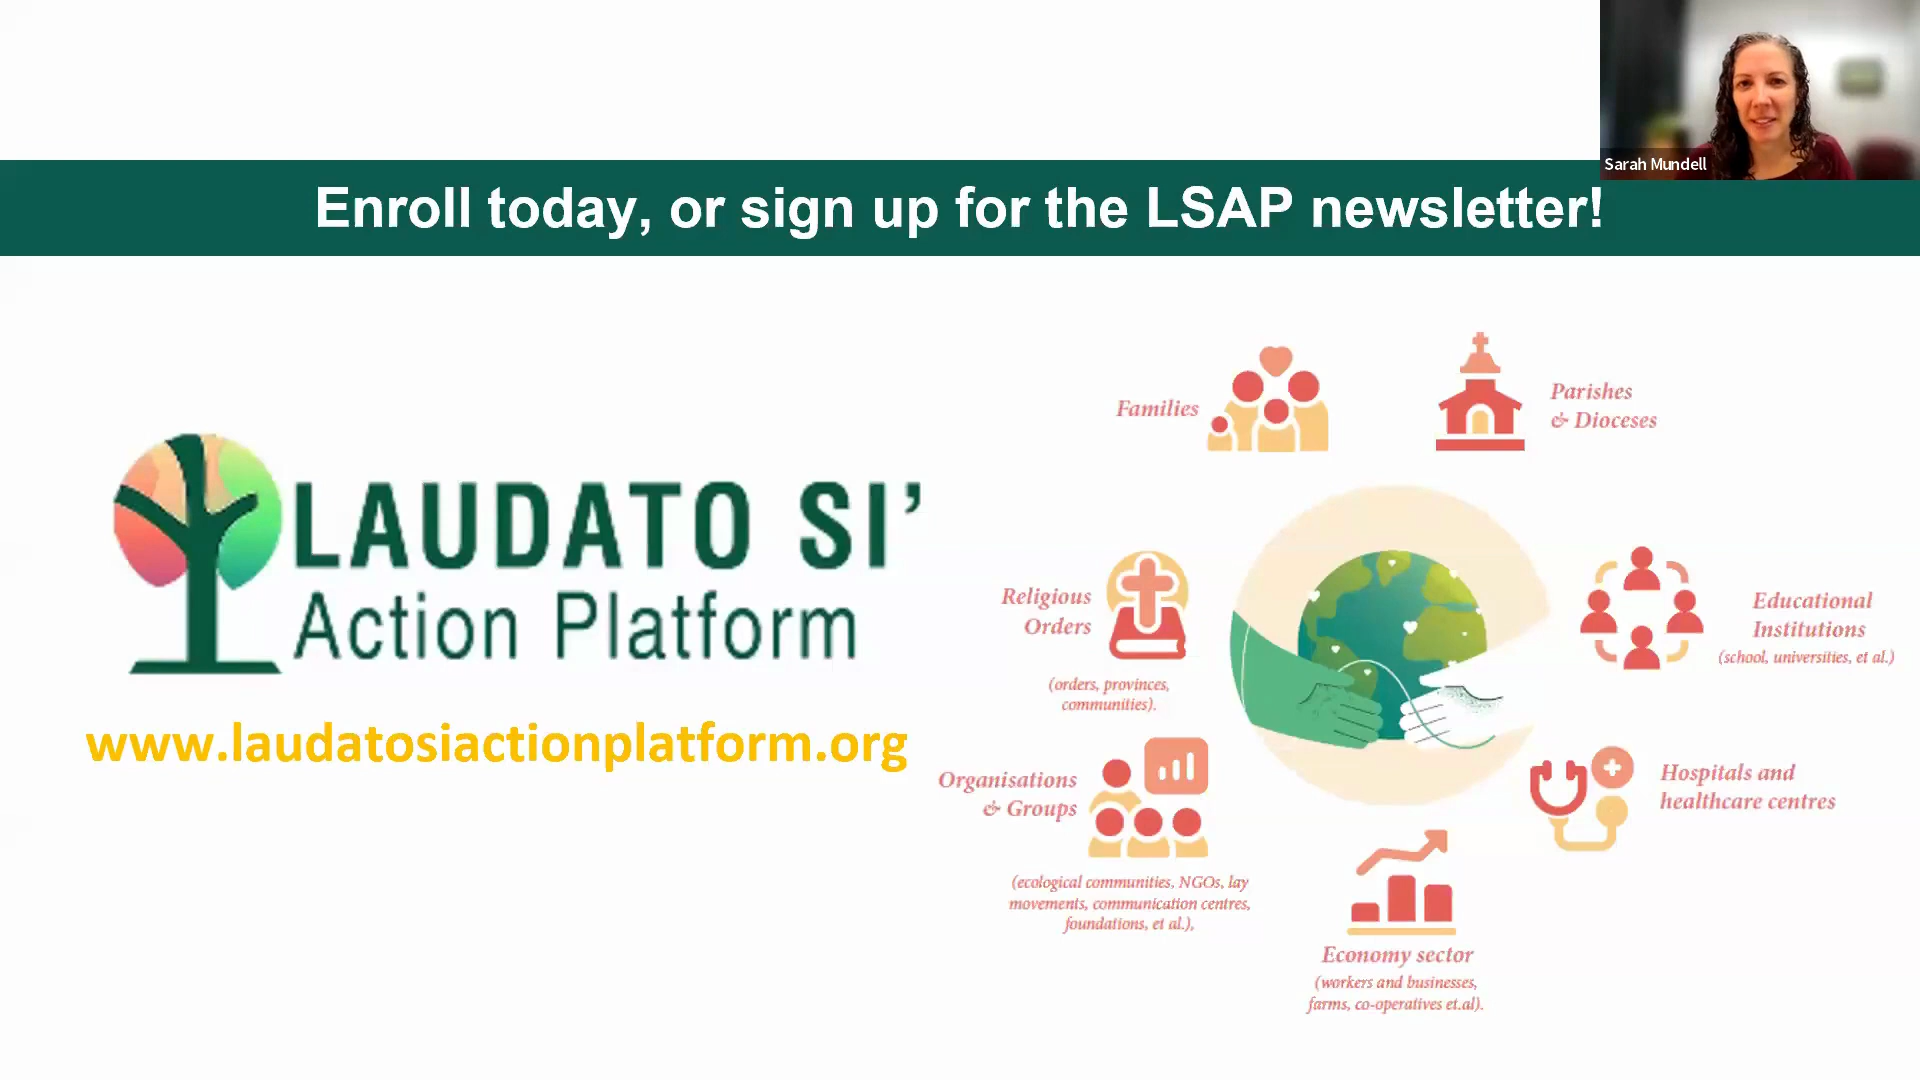 Sarah Mundell
Enroll today, or sign up for the LSAP newsletter!
LAUDATO SI’
Action Platform
www.laudatosiactionplatform.org
Families
Parishes
& Dioceses
Religious
Orders
(orders, provinces,
communities).
Educational
Institutions
(school, universities, et al.)
Organisations
& Groups
(ecological communities, NGOs, lay
movements, communication centres,
foundations, et al.),
Hospitals and
healthcare centres
Economy sector
(workers and businesses,
farms, co-operatives et.al).